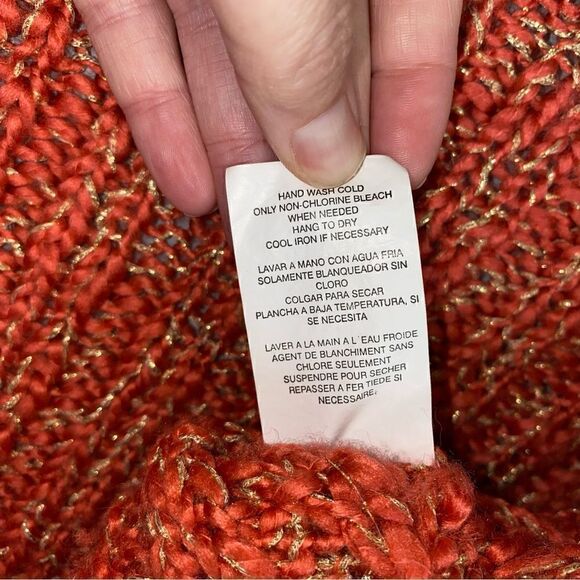 HAND WASH COLD
ONLY NON-CHLORINE BLEACH
WHEN NEEDED
HANG TO DRY
COOL IRON IF NECESSARY
LAVAR A MANO CON AGUA FRIA
SOLAMENTE BLANQUEADOR SIN
CLORO
COLGAR PARA SECAR
PLANCHA A BAJA TEMPERATURA, SI
SE NECESITA
LAVER A LA MAIN A L'EAU FROIDE
AGENT DE BLANCHIMENT SANS
CHLORE SEULEMENT
SUSPENDRE POUR SECHER
REPASSER A FER TIEDE SI
NECESSAIRE.